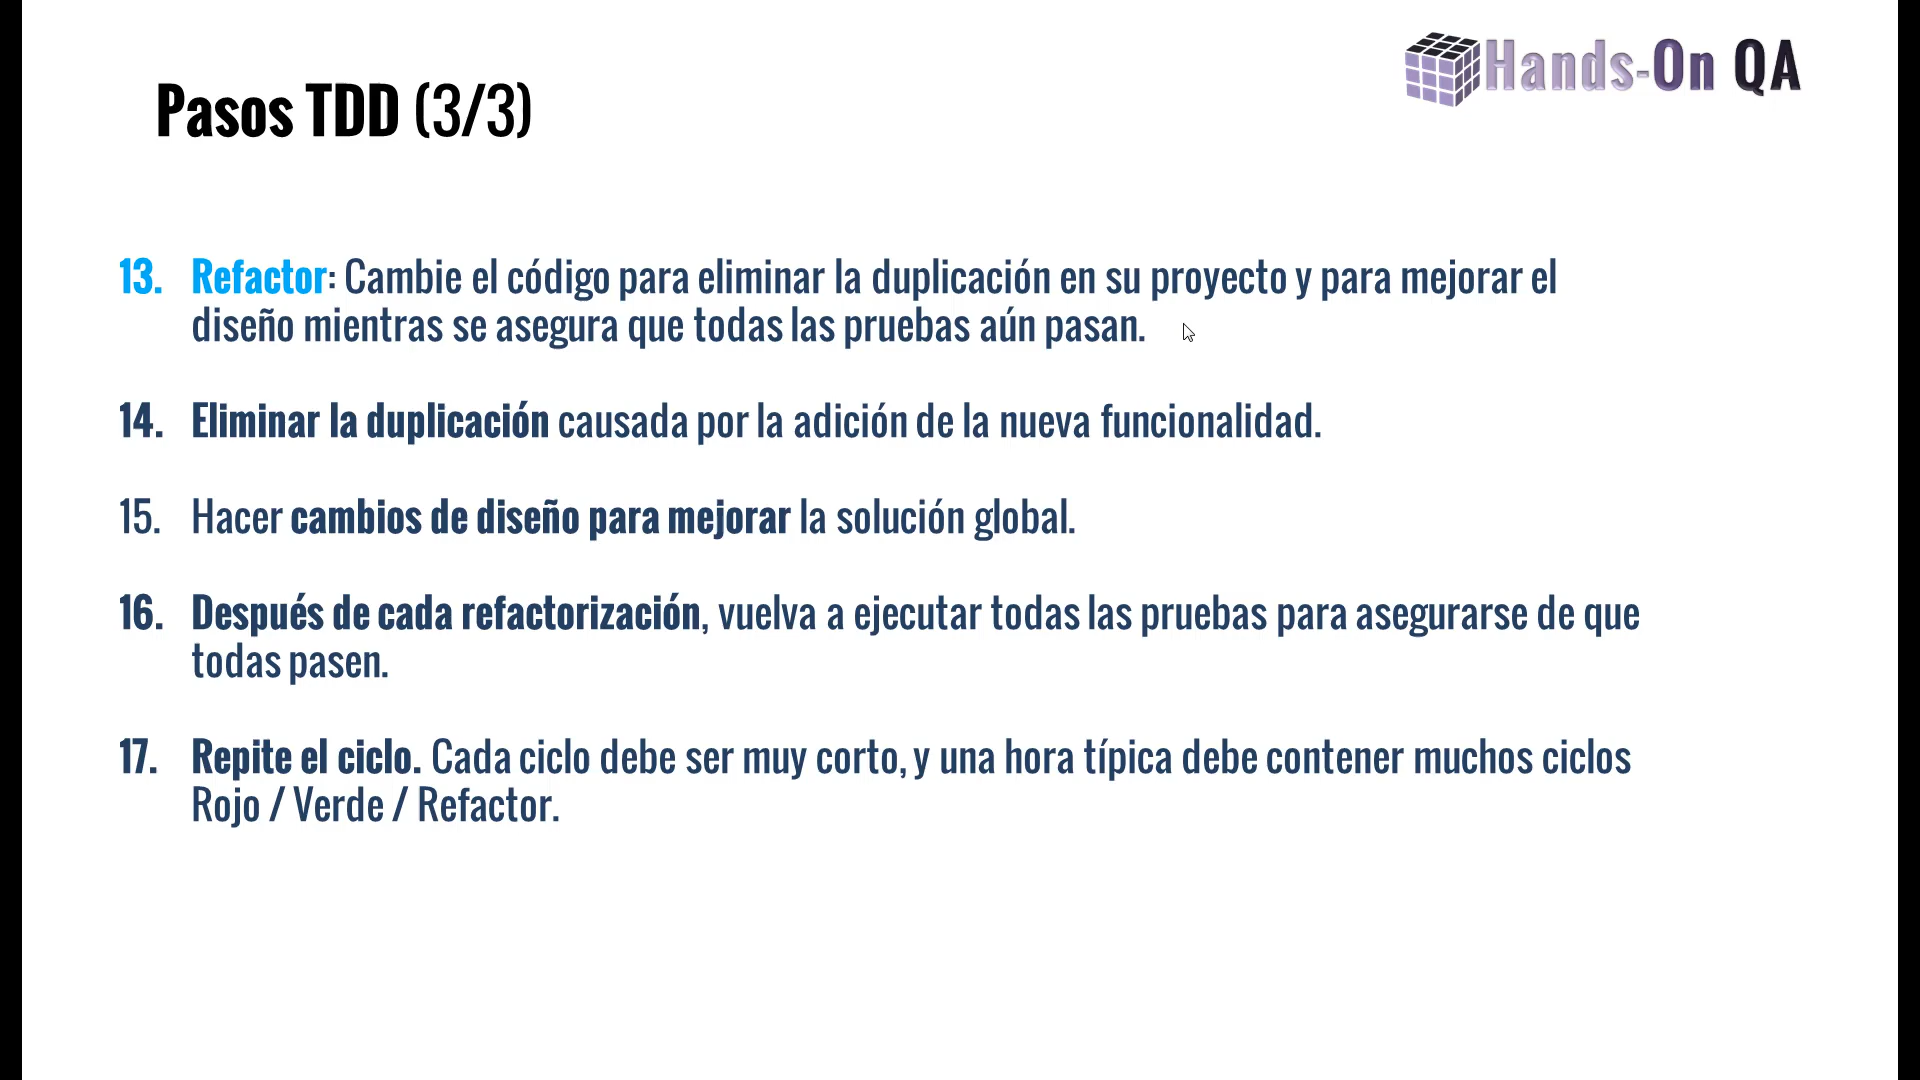 Hands-On QA
Pasos TDD (3/3)
13. Refactor: Cambie el código para eliminar la duplicación en su proyecto y para mejorar el
diseño mientras se asegura que todas las pruebas aún pasan.
14. Eliminar la duplicación causada por la adición de la nueva funcionalidad.
15. Hacer cambios de diseño para mejorar la solución global.
16. Después de cada refactorización, vuelva a ejecutar todas las pruebas para asegurarse de que
todas pasen.
17. Repite el ciclo. Cada ciclo debe ser muy corto, y una hora típica debe contener muchos ciclos
Rojo / Verde / Refactor.